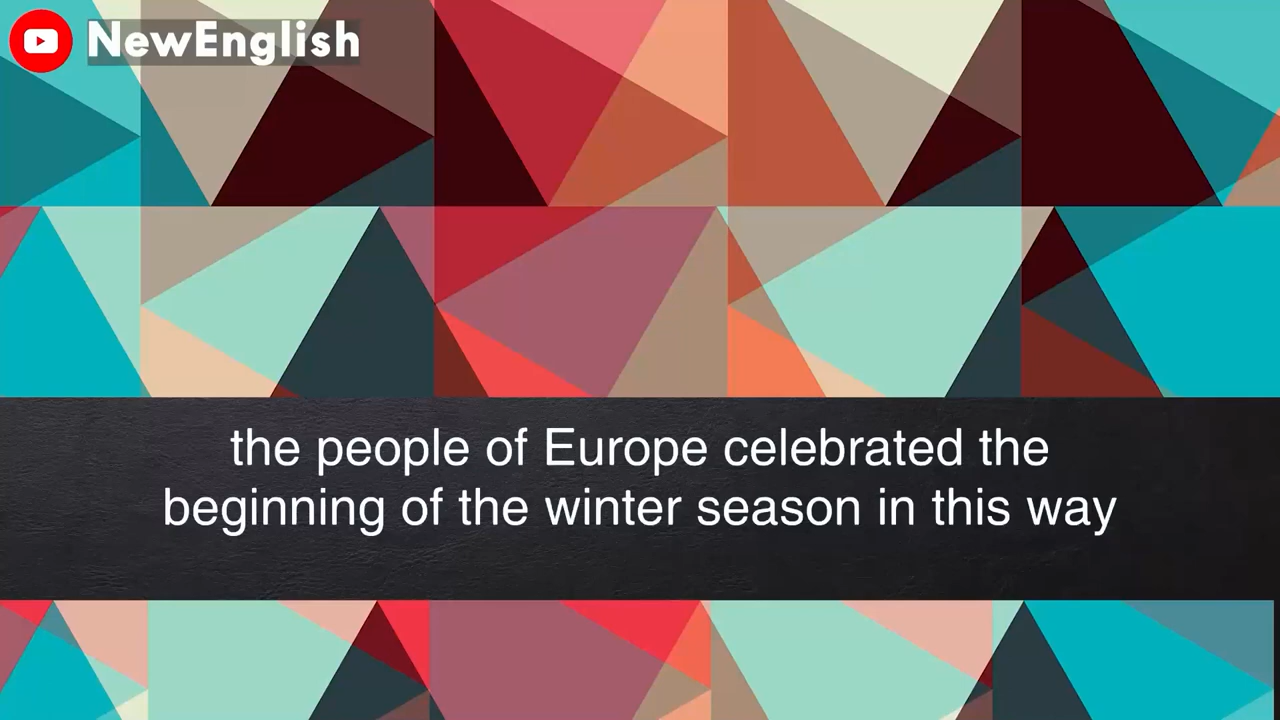 NewEnglish
the people of Europe celebrated the
beginning of the winter season in this way